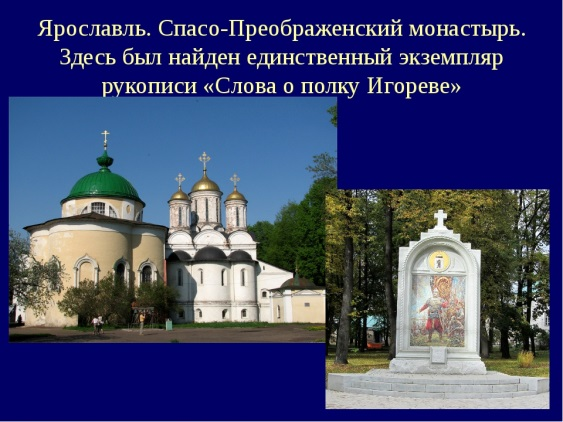 Ярославль. Спасо-Преображенский монастырь.
Здесь был найден единственный экземпляр
рукописи «Слова о полку Игореве»